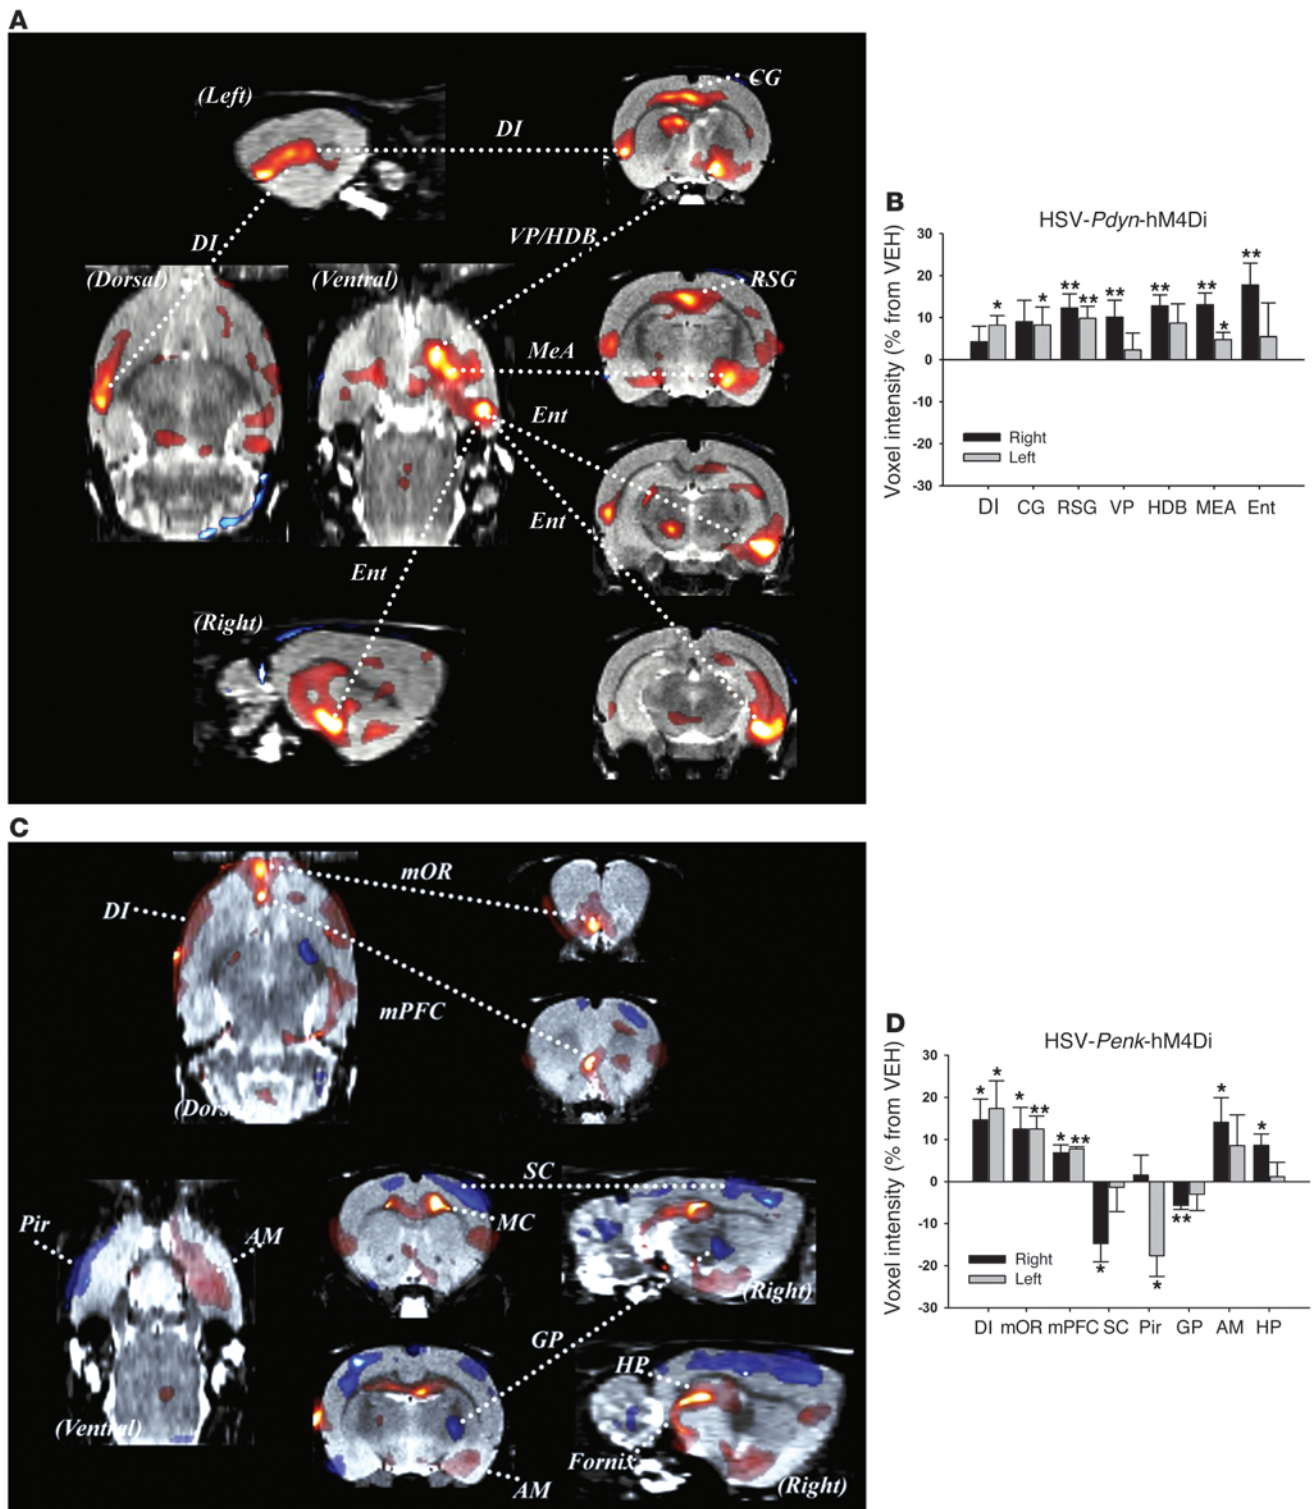 A
(Left)
CG
DI
DI
VP/HDB
(Dorsal)
(Ventral)
RSG
MeA
Ent
Ent
Ent
(Right)
B
HSV-Pdyn-hM4Di
Voxel intensity (% from VEH)
30
20
10
0
-10
-20
-30
** ** ** ** ** **
* * *
Right
Left
DI CG RSG VP HDB MEA Ent
C
mOR
DI
mPFC
(Dorsal)
SC
MC
Pir
AM
(Right)
GP
HP
(Ventral)
Fornix
AM
(Right)
D
HSV-Penk-hM4Di
Voxel intensity (% from VEH)
30
20
10
0
-10
-20
-30
* * * ** * ** * *
** * *
Right
Left
DI mOR mPFC SC Pir GP AM HP